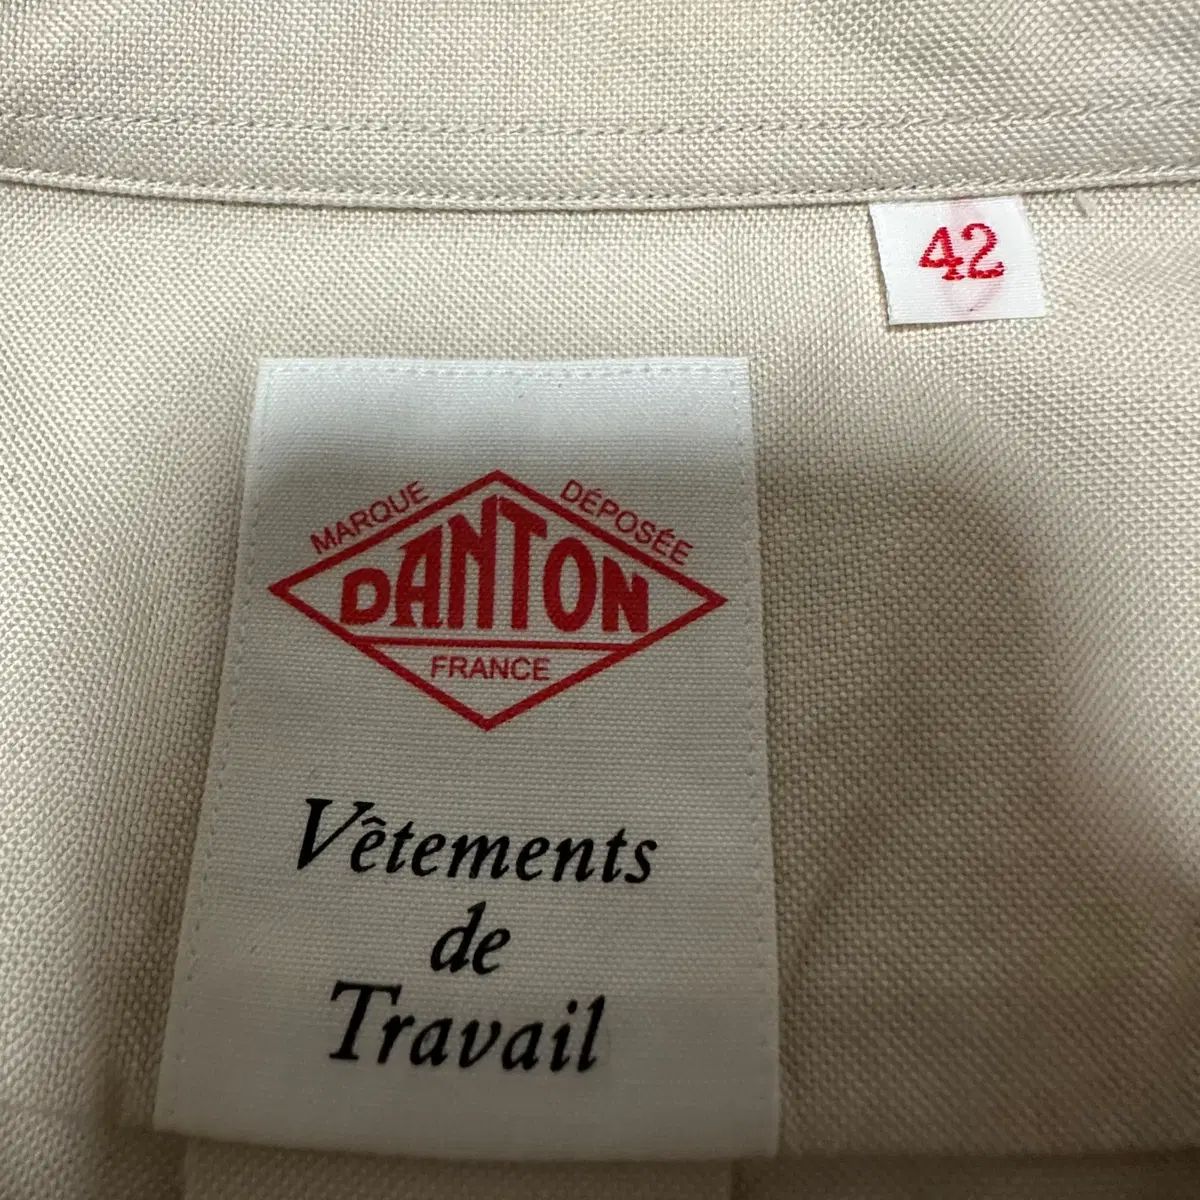 42
MARQUE DÉPOSÉE
DANTON
FRANCE
Vêtements
de
Travail